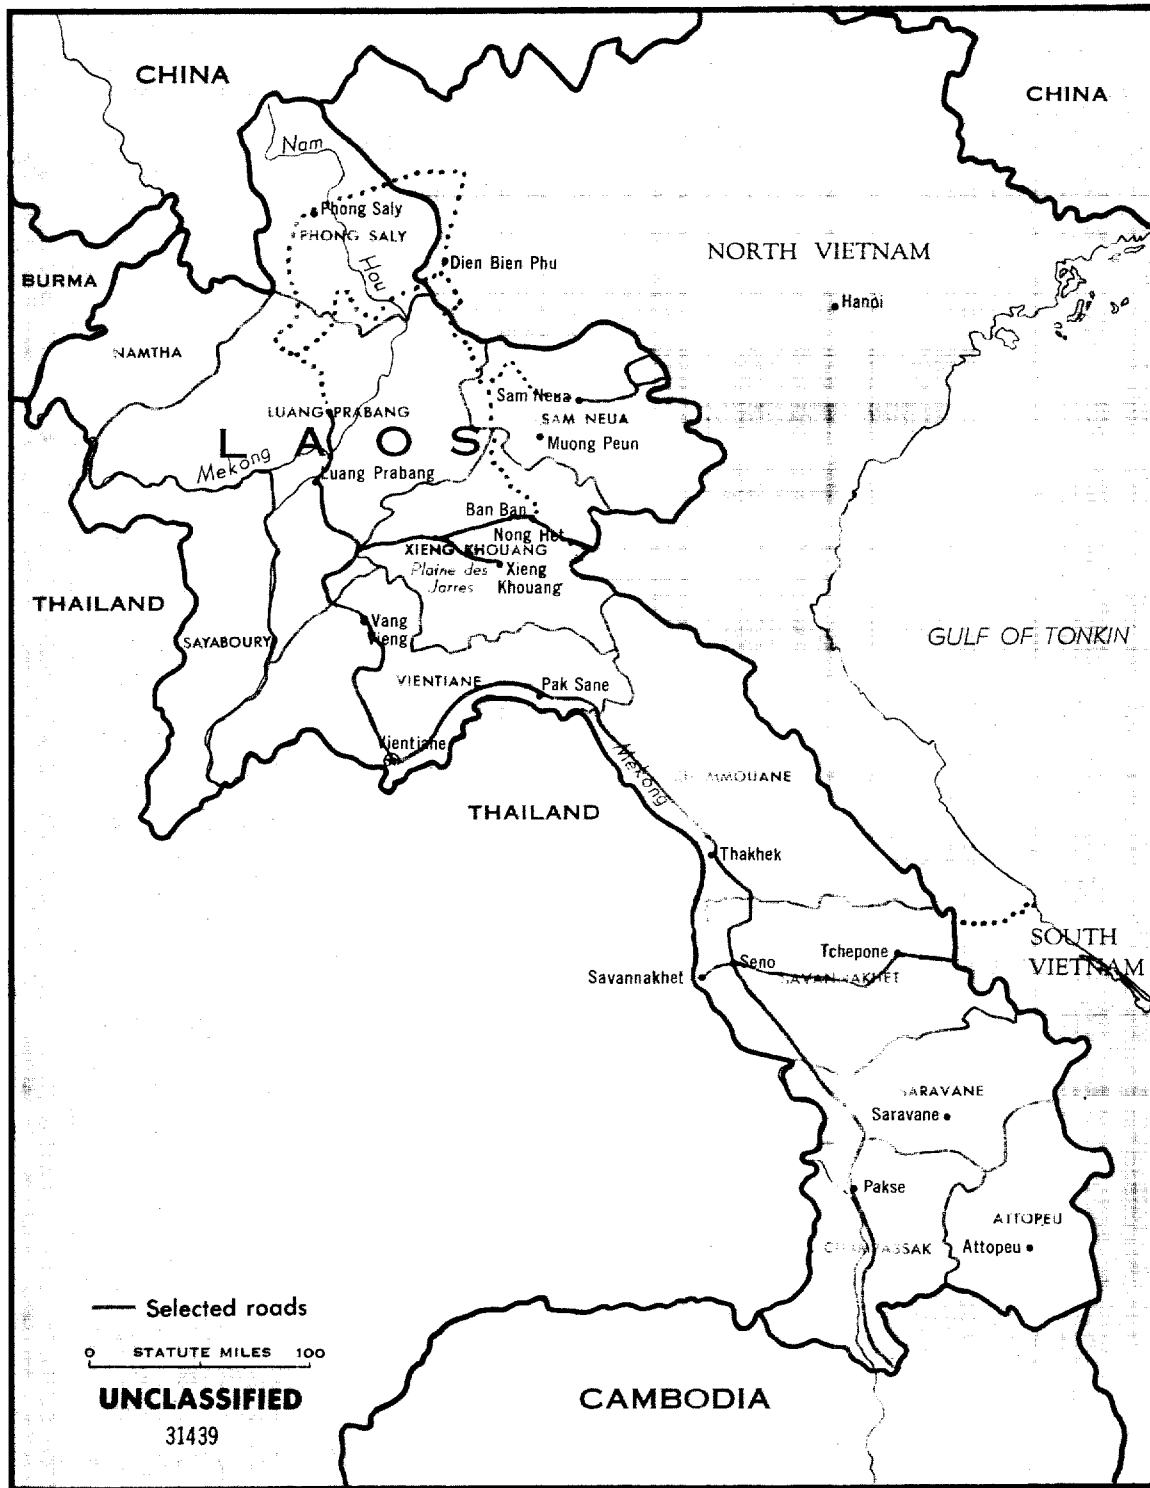 CHINA
CHINA
Nam
Phong Saly
PHONG SALY
Hou
Dien Bien Phu
NORTH VIETNAM
BURMA
Hanoi
NAMTHA
Sam Neua
LUANG PRABANG
SAM NEUA
LAOS
Muong Peun
Mekong
Luang Prabang
Ban Ban
Nong Het
XIENG KHOUANG
Plaine des
Jarres
Xieng
Khouang
THAILAND
Vang
Vieng
SAYABOURY
GULF OF TONKIN
VIENTIANE
Pak Sane
Vientiane
Mekong
THAILAND
Thakhek
SOUTH
VIETNAM
Tchepone
Seno
Savannakhet
SAVANNAKHET
SARAVANE
Saravane
Pakse
ATTOPEU
Attopeu
Selected roads
0 STATUTE MILES 100
UNCLASSIFIED
31439
CAMBODIA